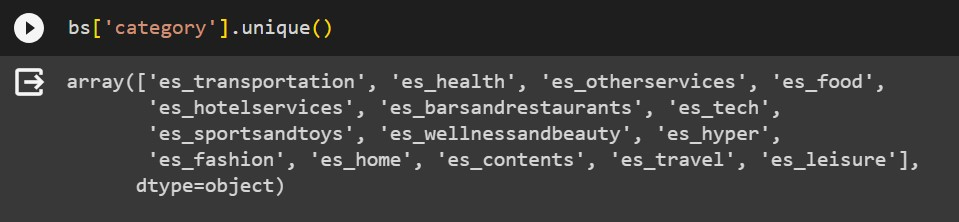 bs['category'].unique()
array(['es_transportation', 'es_health', 'es_otherservices', 'es_food',
'es_hotelservices', 'es_barsandrestaurants', 'es_tech',
'es_sportsandtoys', 'es_wellnessandbeauty', 'es_hyper',
'es_fashion', 'es_home', 'es_contents', 'es_travel', 'es_leisure'],
dtype=object)